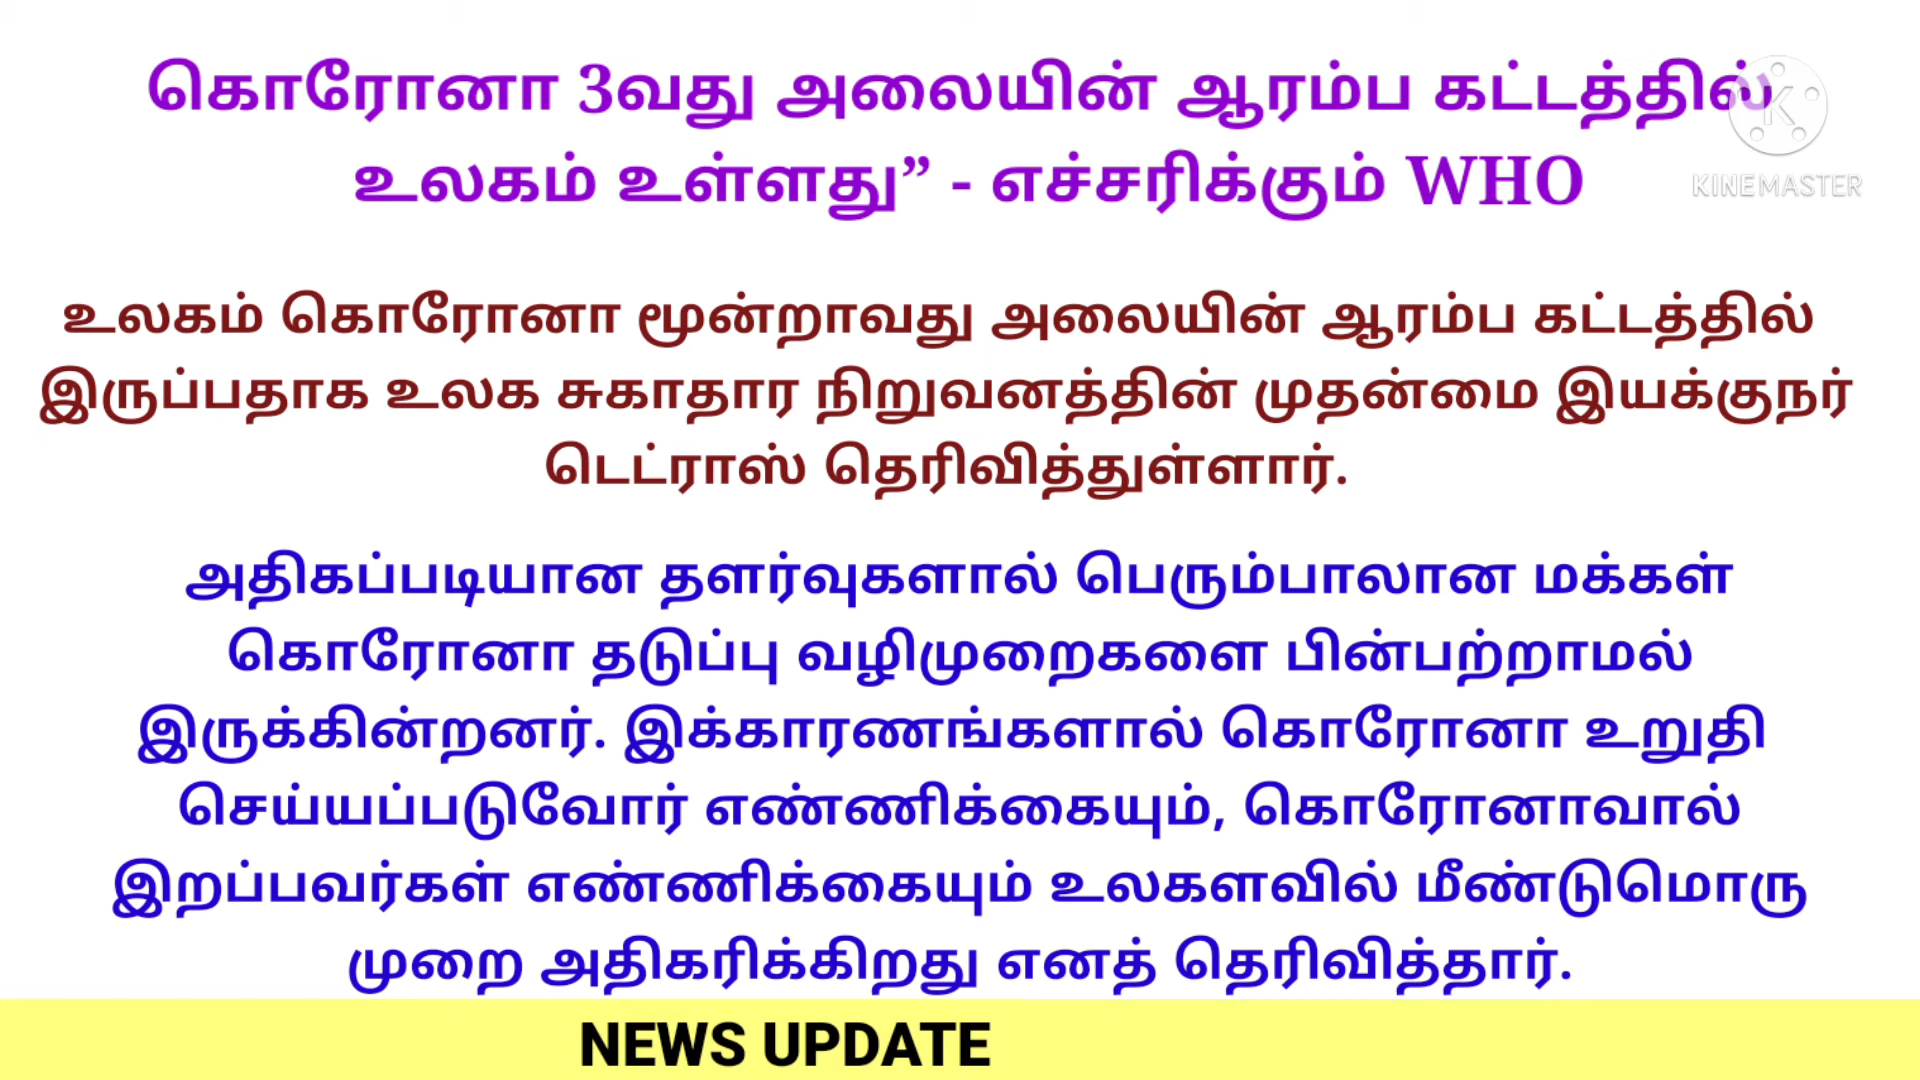 கொரோனா 3வது அலையின் ஆரம்ப கட்டத்தில்
உலகம் உள்ளது” - எச்சரிக்கும் WHO
KINEMASTER
உலகம் கொரோனா மூன்றாவது அலையின் ஆரம்ப கட்டத்தில்
இருப்பதாக உலக சுகாதார நிறுவனத்தின் முதன்மை இயக்குநர்
டெட்ராஸ் தெரிவித்துள்ளார்.
அதிகப்படியான தளர்வுகளால் பெரும்பாலான மக்கள்
கொரோனா தடுப்பு வழிமுறைகளை பின்பற்றாமல்
இருக்கின்றனர். இக்காரணங்களால் கொரோனா உறுதி
செய்யப்படுவோர் எண்ணிக்கையும், கொரோனாவால்
இறப்பவர்கள் எண்ணிக்கையும் உலகளவில் மீண்டுமொரு
முறை அதிகரிக்கிறது எனத் தெரிவித்தார்.
NEWS UPDATE